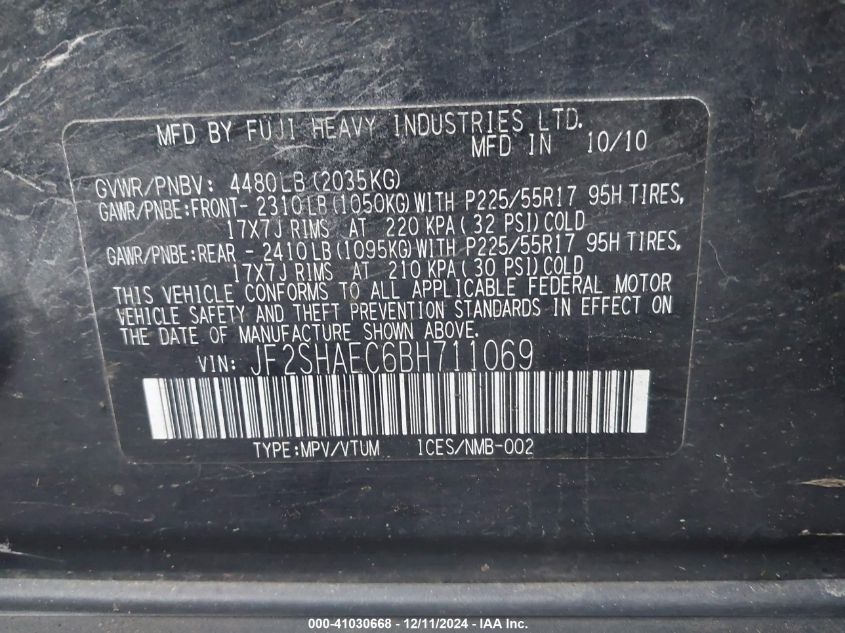 MFD BY FUJI HEAVY INDUSTRIES LTD.
MFD IN 10/10
GVWR/PNBV: 4480LB(2035KG)
GAWR/PNBE:FRONT- 2310LB(1050KG)WITH P225/55R17 95H TIRES,
17X7J RIMS AT 220 KPA(32 PSI)COLD
GAWR/PNBE:REAR - 2410LB(1095KG)WITH P225/55R17 95H TIRES,
17X7J RIMS AT 210 KPA(30 PSI)COLD
THIS VEHICLE CONFORMS TO ALL APPLICABLE FEDERAL MOTOR
VEHICLE SAFETY AND THEFT PREVENTION STANDARDS IN EFFECT ON
THE DATE OF MANUFACTURE SHOWN ABOVE.
VIN: JF2SHAEC6BH711069
TYPE:MPV/VTUM ICES/NMB-002
000-41030668 - 12/11/2024 - IAA Inc.